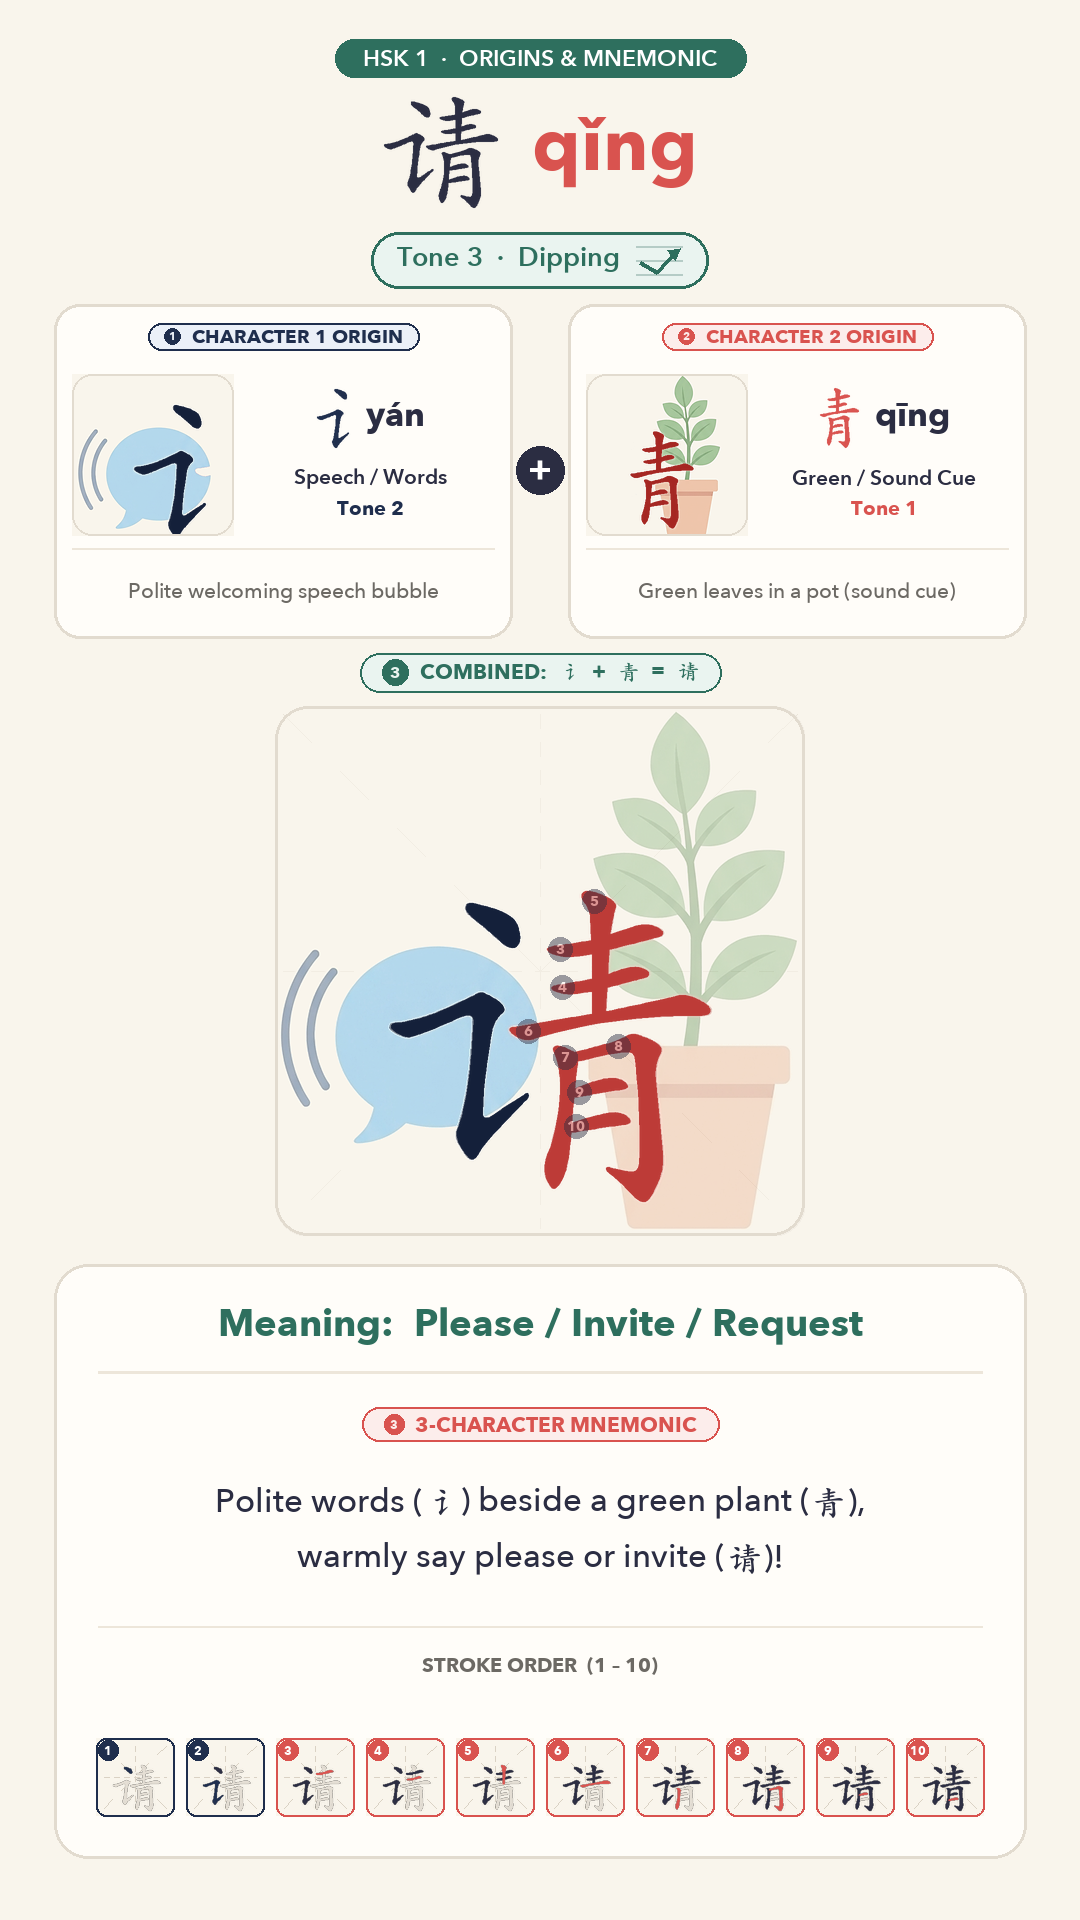 HSK 1 · ORIGINS & MNEMONIC
请 qǐng
Tone 3 · Dipping
1 CHARACTER 1 ORIGIN
讠
讠 yán
Speech / Words
Tone 2
Polite welcoming speech bubble
+
2 CHARACTER 2 ORIGIN
青
青 qīng
Green / Sound Cue
Tone 1
Green leaves in a pot (sound cue)
3 COMBINED: 讠 + 青 = 请
请
5
3
4
6
7 8
9
10
Meaning: Please / Invite / Request
3 3-CHARACTER MNEMONIC
Polite words (讠) beside a green plant (青),
warmly say please or invite (请)!
STROKE ORDER (1 – 10)
1 2 3 4 5 6 7 8 9 10
请 请 请 请 请 请 请 请 请 请